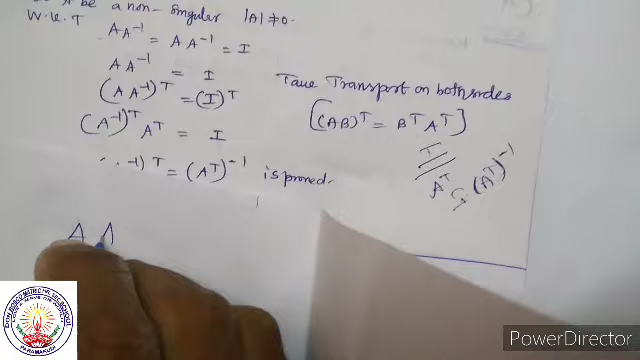 be a non-singular |A| ≠ 0.
W.K.T AA⁻¹ = AA⁻¹ = I
AA⁻¹ = I
Take Transport on both sides
(AA⁻¹)ᵀ = (I)ᵀ
[(AB)ᵀ = BᵀAᵀ]
(A⁻¹)ᵀ Aᵀ = I
⁻¹)ᵀ = (Aᵀ)⁻¹ is proved.
Aᵀ (Aᵀ)⁻¹
A A
PARAMAKUDI
PowerDirector